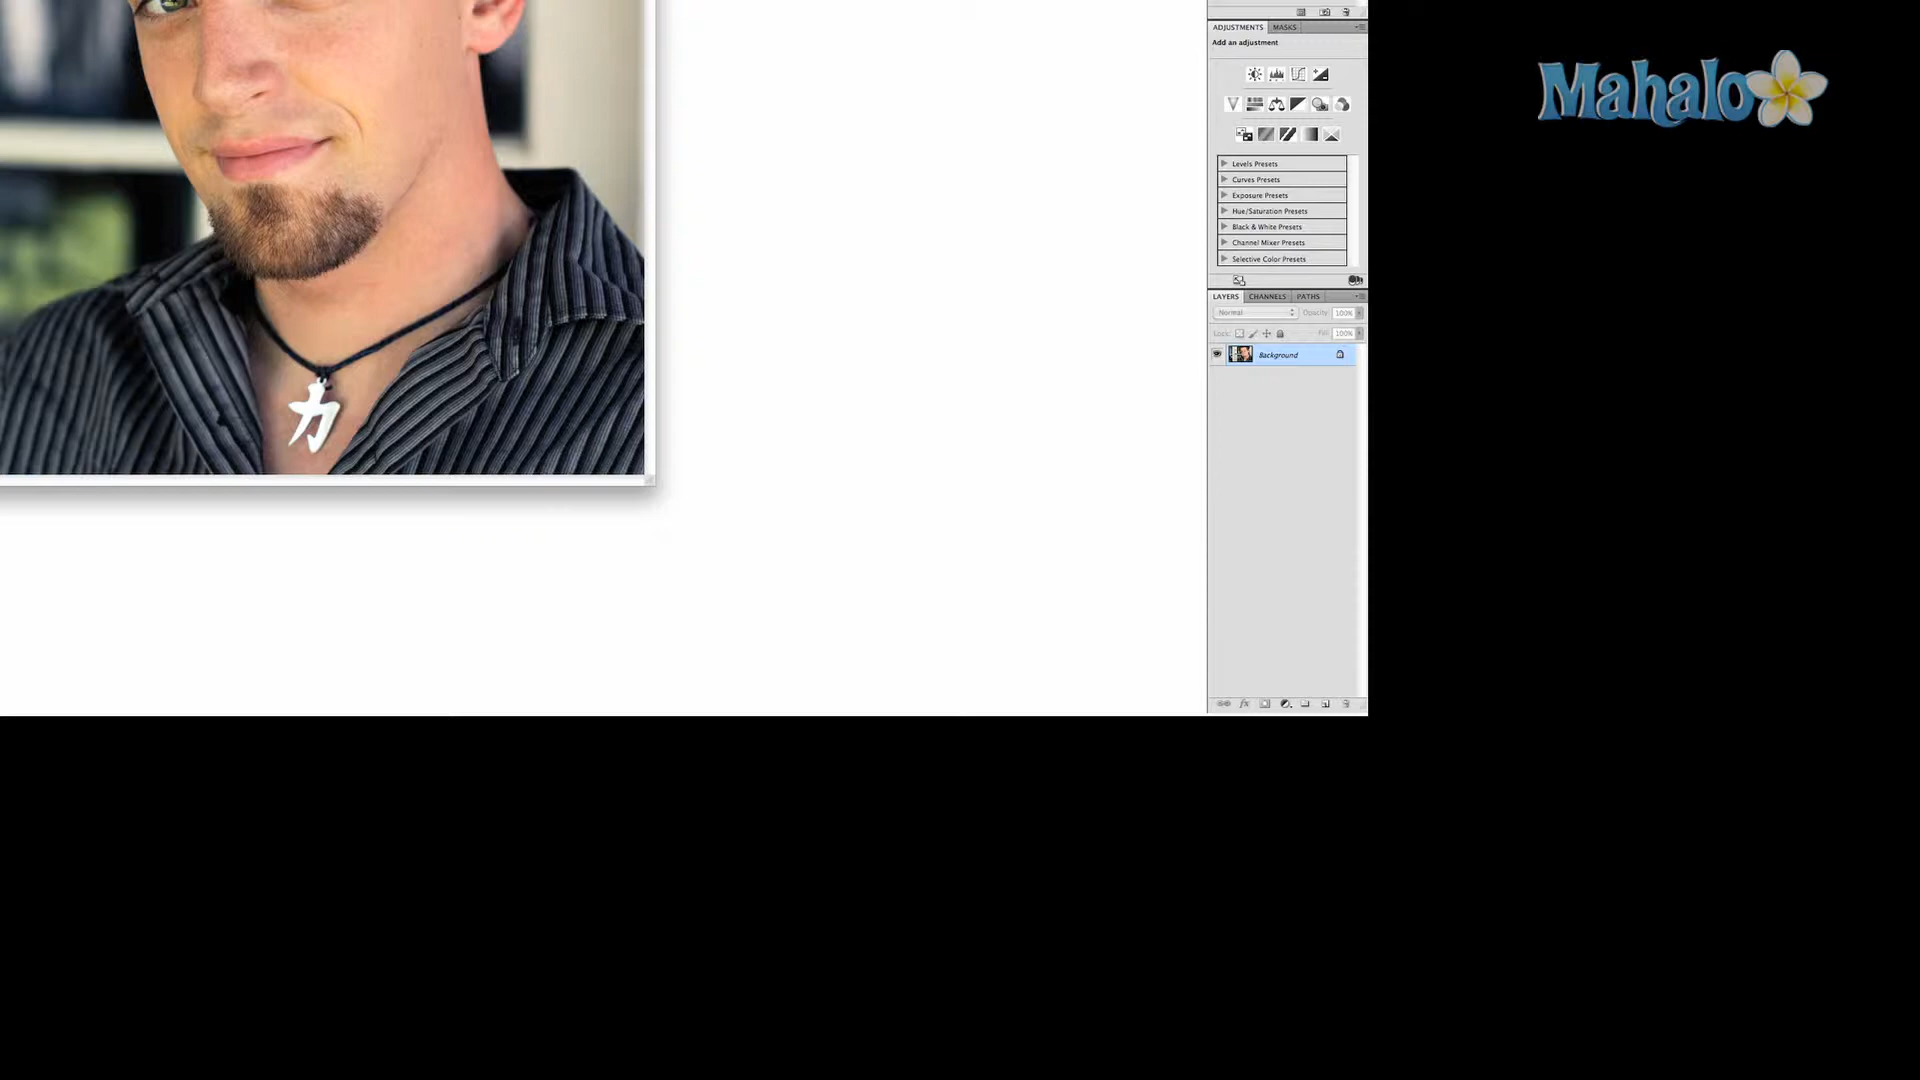 Mahalo
ADJUSTMENTS MASKS
Add an adjustment
Levels Presets
Curves Presets
Exposure Presets
Hue/Saturation Presets
Black & White Presets
Channel Mixer Presets
Selective Color Presets
LAYERS CHANNELS PATHS
Normal Opacity: 100%
Lock: Fill: 100%
Background
fx
力